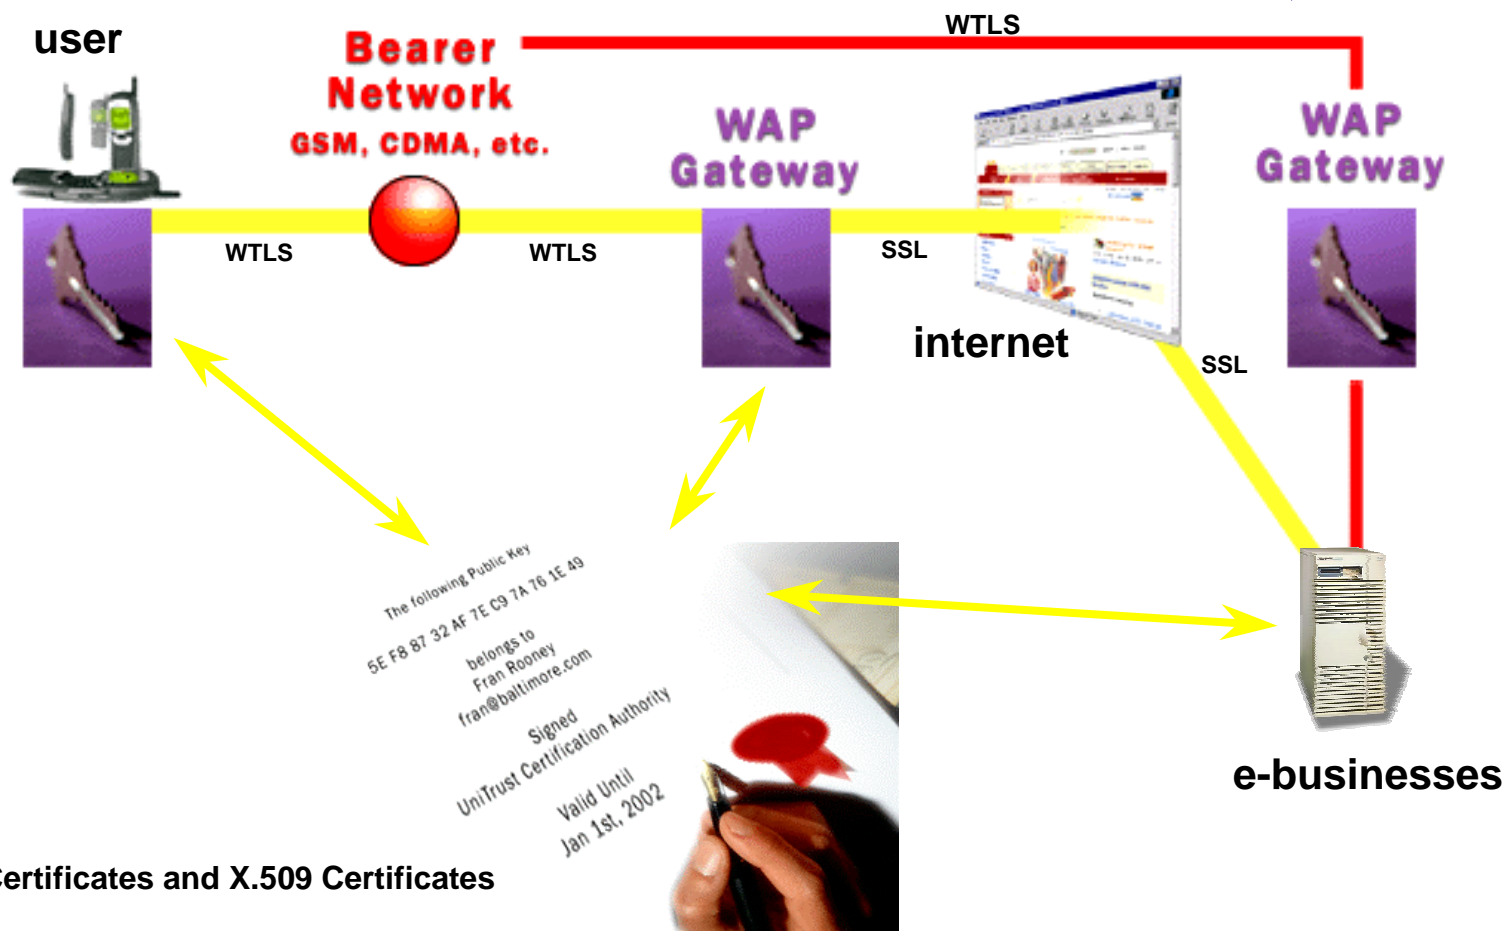 WTLS
user
Bearer
Network
GSM, CDMA, etc.
WAP
Gateway
WAP
Gateway
WTLS
WTLS
SSL
internet
SSL
The following Public Key
5E F8 87 32 AF 7E C9 7A 76 1E 49
belongs to
Fran Rooney
fran@baltimore.com
Signed
UniTrust Certification Authority
Valid Until
Jan 1st, 2002
e-businesses
Certificates and X.509 Certificates